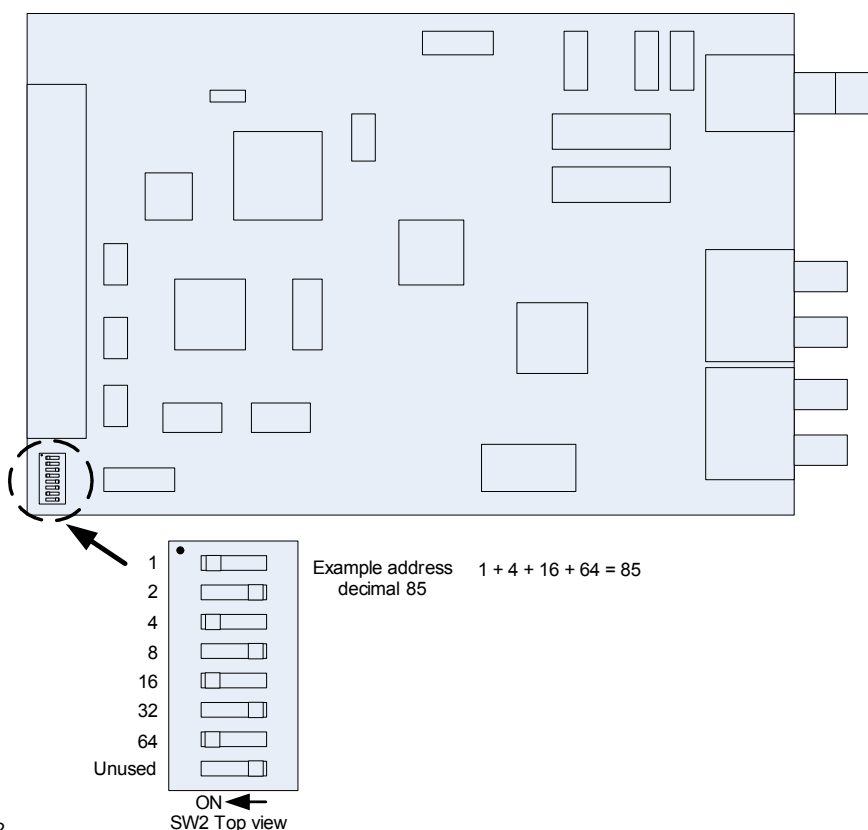 1
Example address 1 + 4 + 16 + 64 = 85
decimal 85
2
4
8
16
32
64
Unused
ON
SW2 Top view